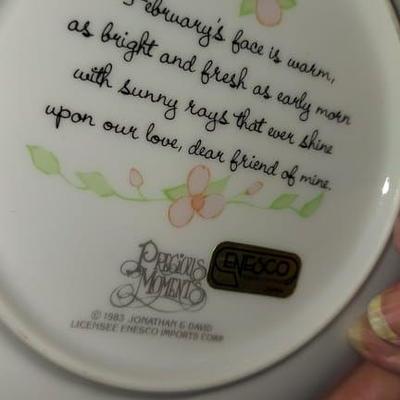 February's face is warm,
as bright and fresh as early morn
with sunny rays that ever shine
upon our love, dear friend of mine.
Precious
Moments
ENESCO
© 1983 JONATHAN & DAVID
LICENSEE ENESCO IMPORTS CORP